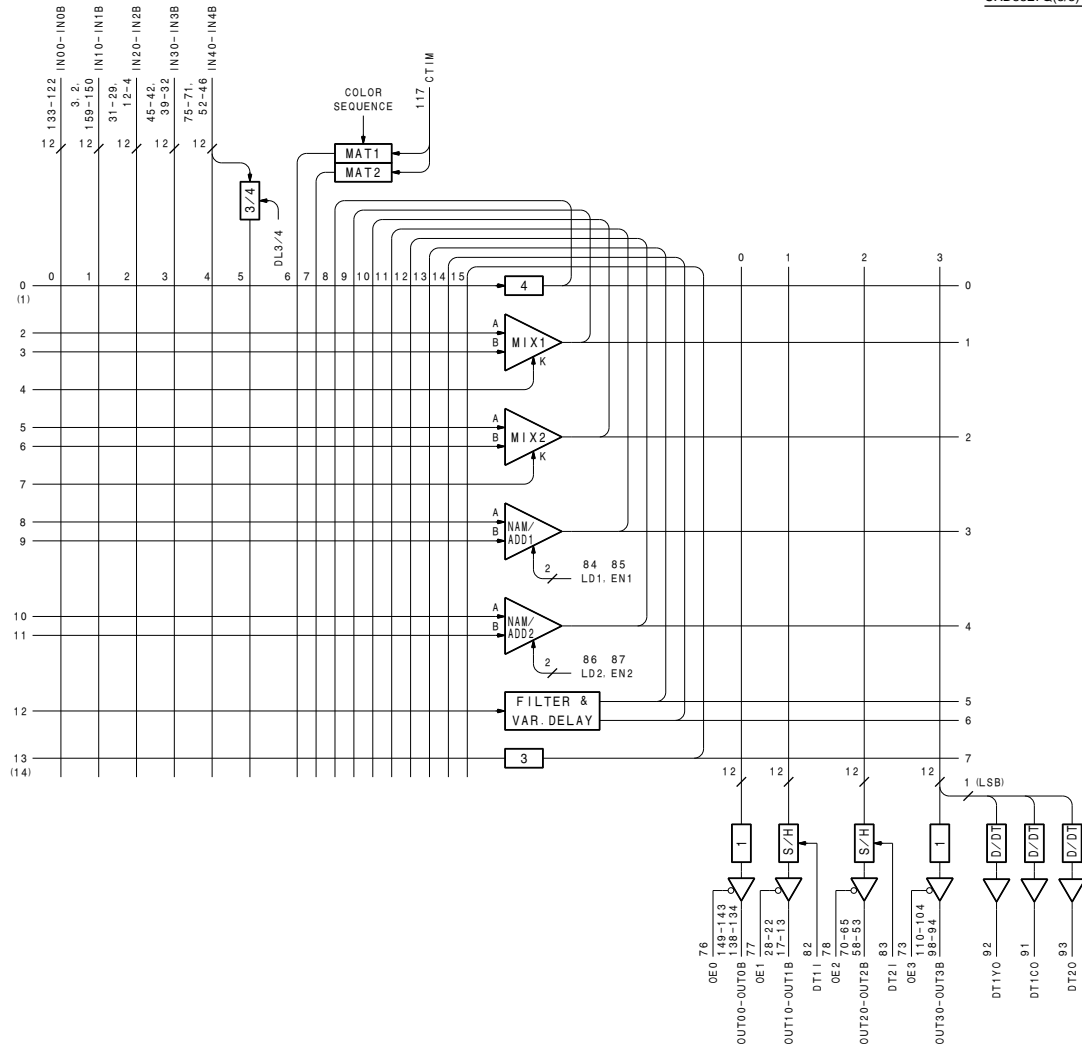 IN00-IN0B
IN10-IN1B
IN20-IN2B
IN30-IN3B
IN40-IN4B
133-122
3, 2,
159-150
31-29,
12-4
45-42,
39-32
75-71,
52-46
12 12 12 12 12
COLOR
SEQUENCE
117 CTIM
MAT1
MAT2
3/4
DL3/4
0 1 2 3 4 5 6 7 8 9 10 11 12 13 14 15
0 1 2 3
0
(1)
4
0
2
A
3
B
MIX1
K
1
4
5
A
6
B
MIX2
K
2
7
8
A
9
B
NAM/
ADD1
3
2
84 85
LD1, EN1
10
A
11
B
NAM/
ADD2
4
2
86 87
LD2, EN2
12
FILTER &
VAR. DELAY
5
6
13
(14)
3
7
12 12 12 12
1 (LSB)
1
S/H
S/H
1
D/DT
D/DT
D/DT
76
OE0
149-143
138-134
OUT00-OUT0B
77
OE1
28-22
17-13
OUT10-OUT1B
82
DT1I
78
OE2
70-65
58-53
OUT20-OUT2B
83
DT2I
73
OE3
110-104
98-94
OUT30-OUT3B
92
DT1YO
91
DT1CO
93
DT2O